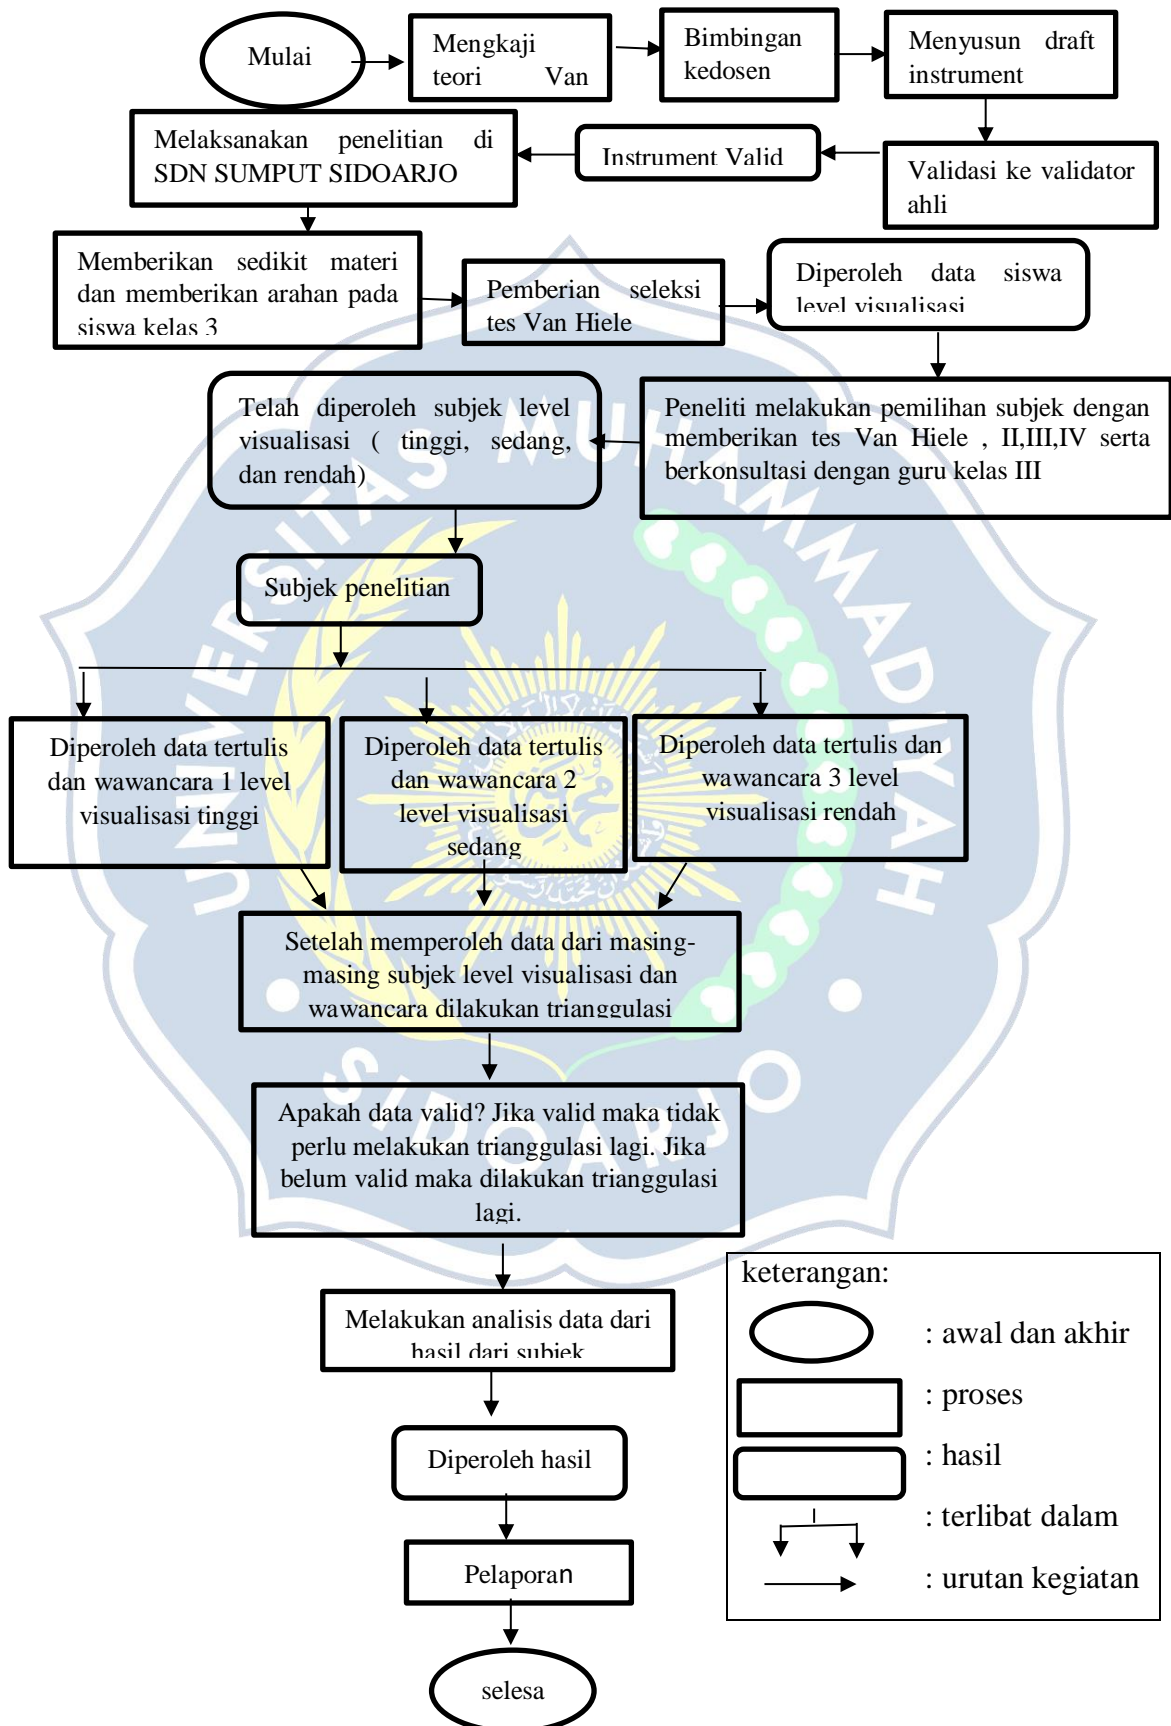 Mulai
Mengkaji
teori Van
Bimbingan
kedosen
Menyusun draft
instrument
Validasi ke validator
ahli
Instrument Valid
Melaksanakan penelitian di
SDN SUMPUT SIDOARJO
Memberikan sedikit materi
dan memberikan arahan pada
siswa kelas 3
Pemberian seleksi
tes Van Hiele
Diperoleh data siswa
level visualisasi
Peneliti melakukan pemilihan subjek dengan
memberikan tes Van Hiele , II,III,IV serta
berkonsultasi dengan guru kelas III
Telah diperoleh subjek level
visualisasi ( tinggi, sedang,
dan rendah)
Subjek penelitian
Diperoleh data tertulis
dan wawancara 1 level
visualisasi tinggi
Diperoleh data tertulis
dan wawancara 2
level visualisasi
sedang
Diperoleh data tertulis dan
wawancara 3 level
visualisasi rendah
Setelah memperoleh data dari masing-
masing subjek level visualisasi dan
wawancara dilakukan trianggulasi
Apakah data valid? Jika valid maka tidak
perlu melakukan trianggulasi lagi. Jika
belum valid maka dilakukan trianggulasi
lagi.
Melakukan analisis data dari
hasil dari subjek
Diperoleh hasil
Pelaporan
selesa
keterangan:
: awal dan akhir
: proses
: hasil
: terlibat dalam
: urutan kegiatan
UNIVERSITAS MUHAMMADIYAH
SIDOARJO